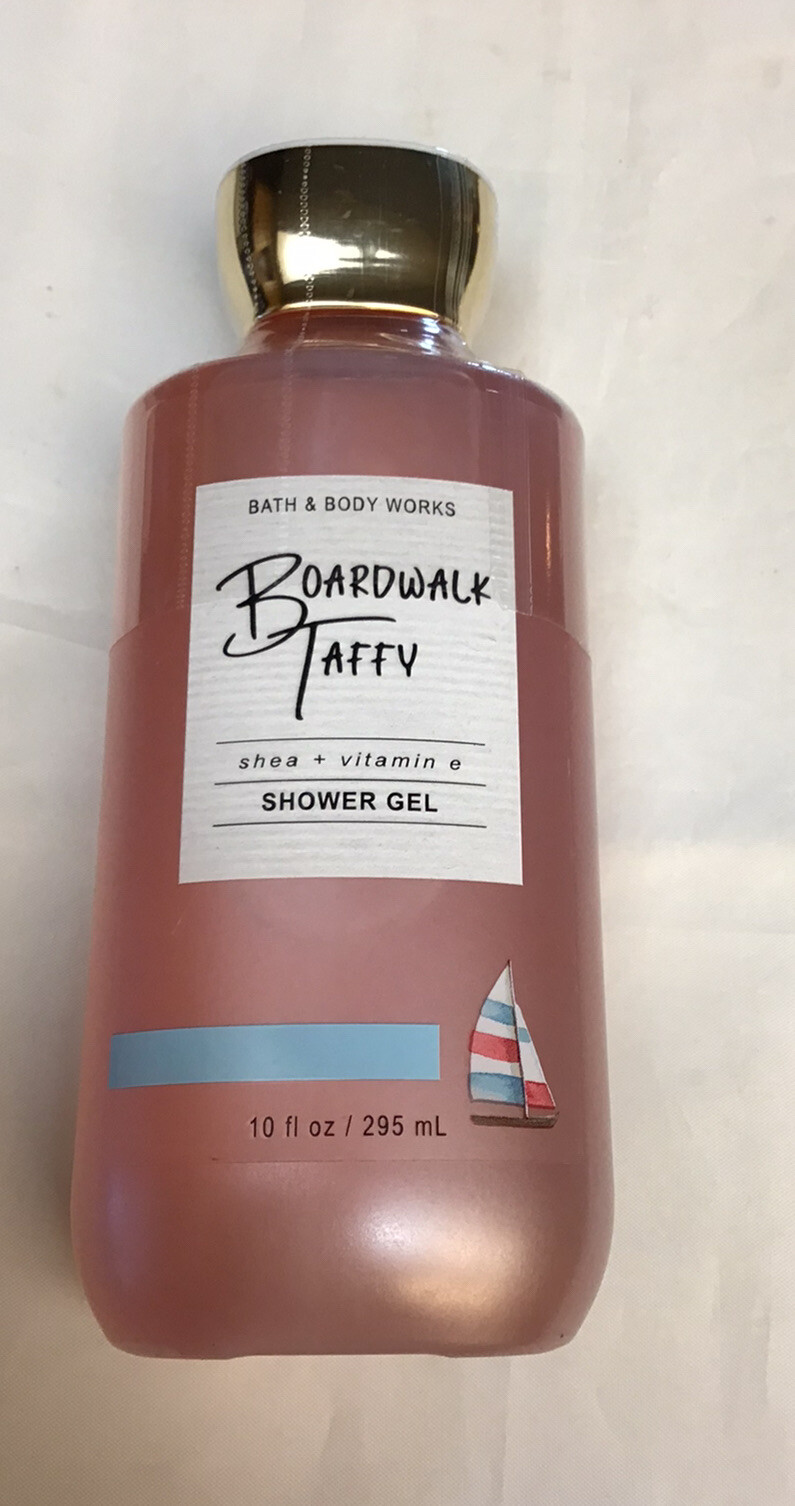 BATH & BODY WORKS
BOARDWALK
TAFFY
shea + vitamin e
SHOWER GEL
10 fl oz / 295 mL